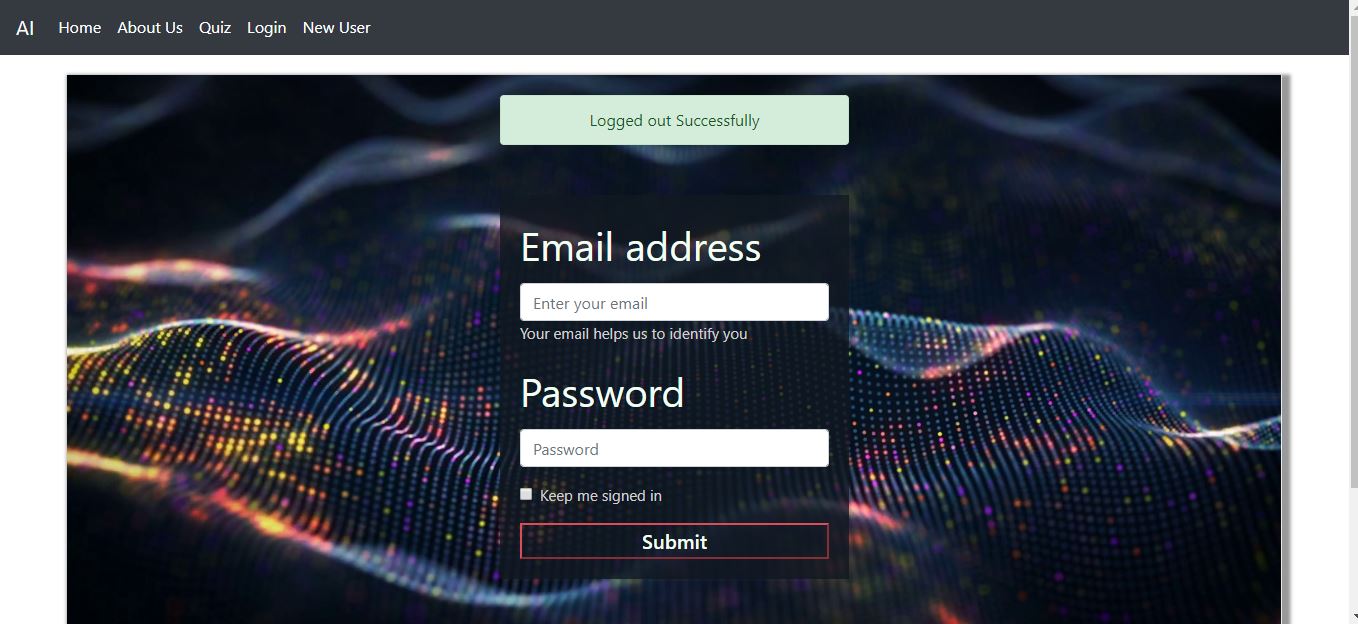 AI Home About Us Quiz Login New User
Logged out Successfully
Email address
Enter your email
Your email helps us to identify you
Password
Password
Keep me signed in
Submit